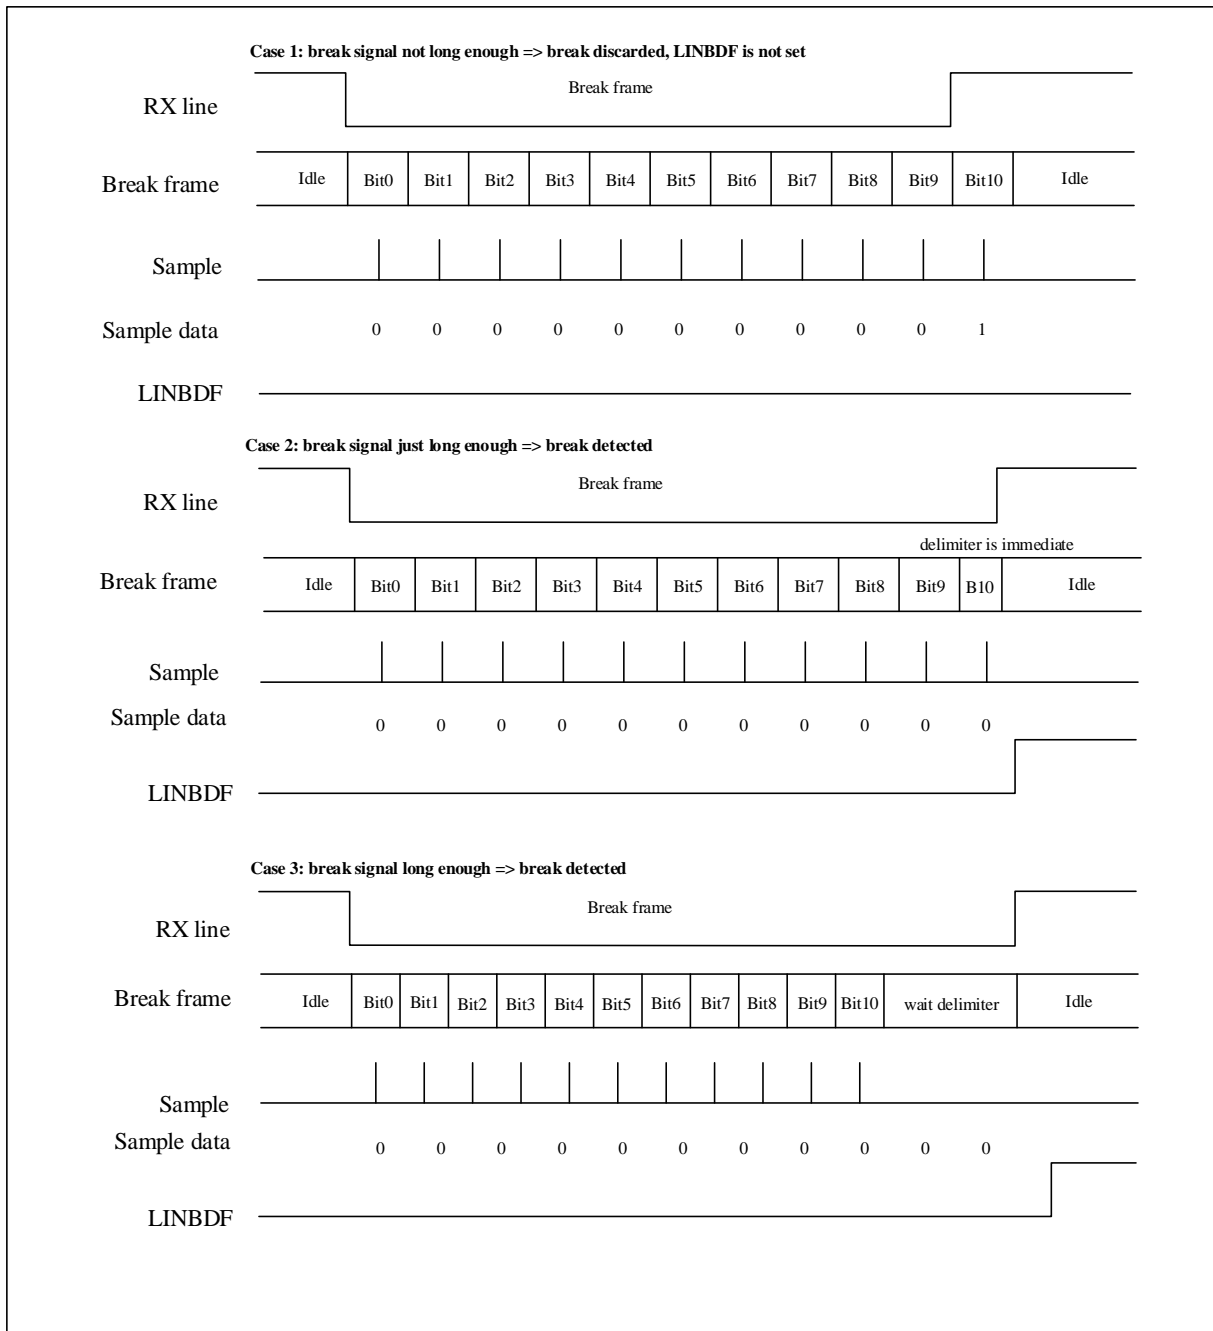 Case 1: break signal not long enough => break discarded, LINBDF is not set
RX line
Break frame
Break frame
Idle Bit0 Bit1 Bit2 Bit3 Bit4 Bit5 Bit6 Bit7 Bit8 Bit9 Bit10 Idle
Sample
Sample data
0 0 0 0 0 0 0 0 0 0 1
LINBDF
Case 2: break signal just long enough => break detected
RX line
Break frame
delimiter is immediate
Break frame
Idle Bit0 Bit1 Bit2 Bit3 Bit4 Bit5 Bit6 Bit7 Bit8 Bit9 B10 Idle
Sample
Sample data
0 0 0 0 0 0 0 0 0 0 0
LINBDF
Case 3: break signal long enough => break detected
RX line
Break frame
Break frame
Idle Bit0 Bit1 Bit2 Bit3 Bit4 Bit5 Bit6 Bit7 Bit8 Bit9 Bit10 wait delimiter Idle
Sample
Sample data
0 0 0 0 0 0 0 0 0 0 0
LINBDF